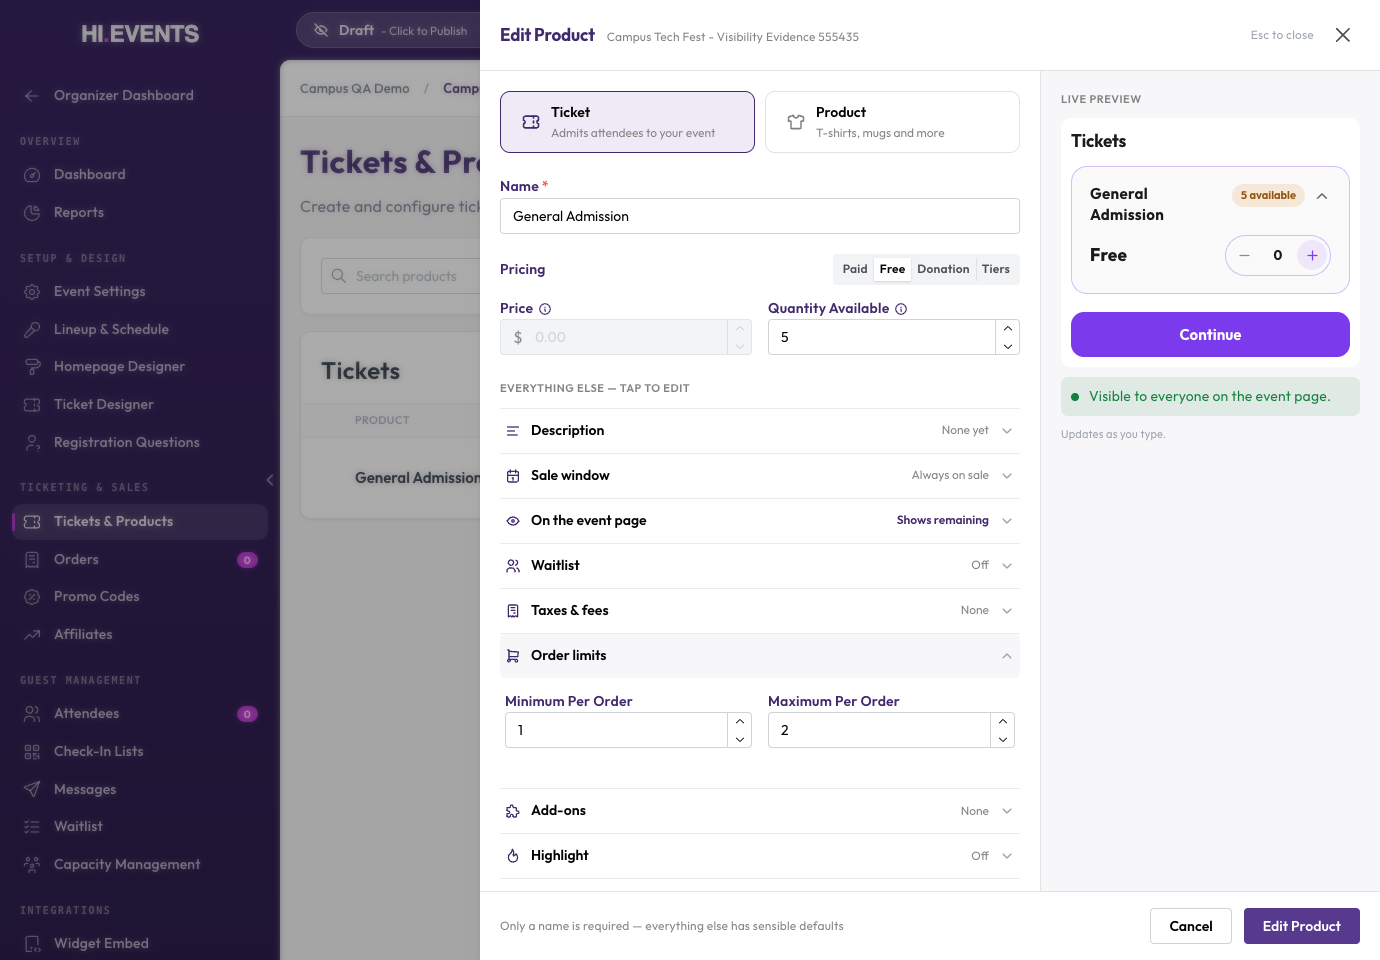 HI.EVENTS
Organizer Dashboard
OVERVIEW
Dashboard
Reports
SETUP & DESIGN
Event Settings
Lineup & Schedule
Homepage Designer
Ticket Designer
Registration Questions
TICKETING & SALES
Tickets & Products
Orders 0
Promo Codes
Affiliates
GUEST MANAGEMENT
Attendees 0
Check-In Lists
Messages
Waitlist
Capacity Management
INTEGRATIONS
Widget Embed
Draft - Click to Publish
Campus QA Demo /
Tickets &
Create and configure
Search products
Tickets
PRODUCT
General Admission
Edit Product Campus Tech Fest - Visibility Evidence 555435
Esc to close
Ticket
Admits attendees to your event
Product
T-shirts, mugs and more
Name *
General Admission
Pricing
Paid Free Donation Tiers
Price Quantity Available
$ 0.00 5
EVERYTHING ELSE — TAP TO EDIT
Description None yet
Sale window Always on sale
On the event page Shows remaining
Waitlist Off
Taxes & fees None
Order limits
Minimum Per Order Maximum Per Order
1 2
Add-ons None
Highlight Off
Only a name is required — everything else has sensible defaults
Cancel Edit Product
LIVE PREVIEW
Tickets
General
Admission
5 available
Free
0
Continue
Visible to everyone on the event page.
Updates as you type.